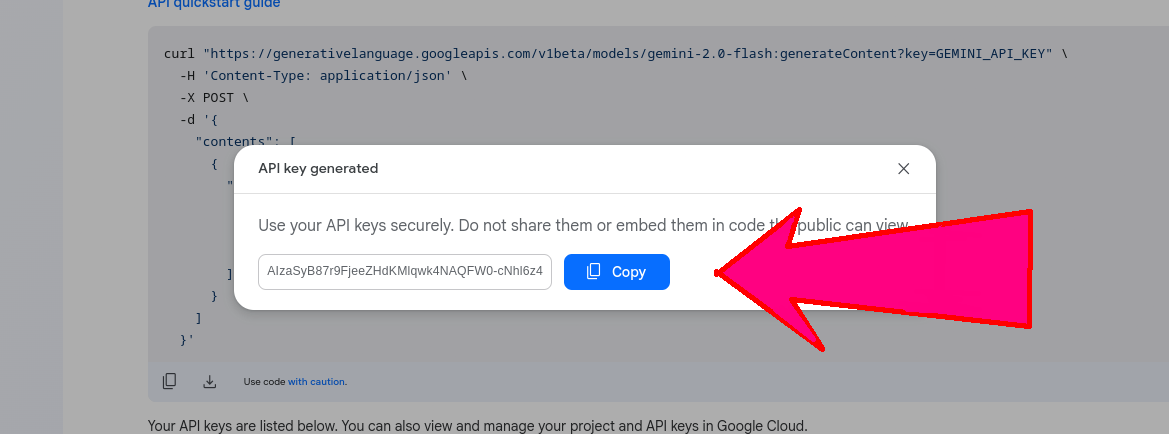 API quickstart guide
curl "https://generativelanguage.googleapis.com/v1beta/models/gemini-2.0-flash:generateContent?key=GEMINI_API_KEY" \
-H 'Content-Type: application/json' \
-X POST \
-d '{
"contents": [
{
"
API key generated
Use your API keys securely. Do not share them or embed them in code public can view
AIzaSyB87r9FjeeZHdKMlqwk4NAQFW0-cNhl6z4
Copy
]
}
]
}'
Use code with caution.
Your API keys are listed below. You can also view and manage your project and API keys in Google Cloud.